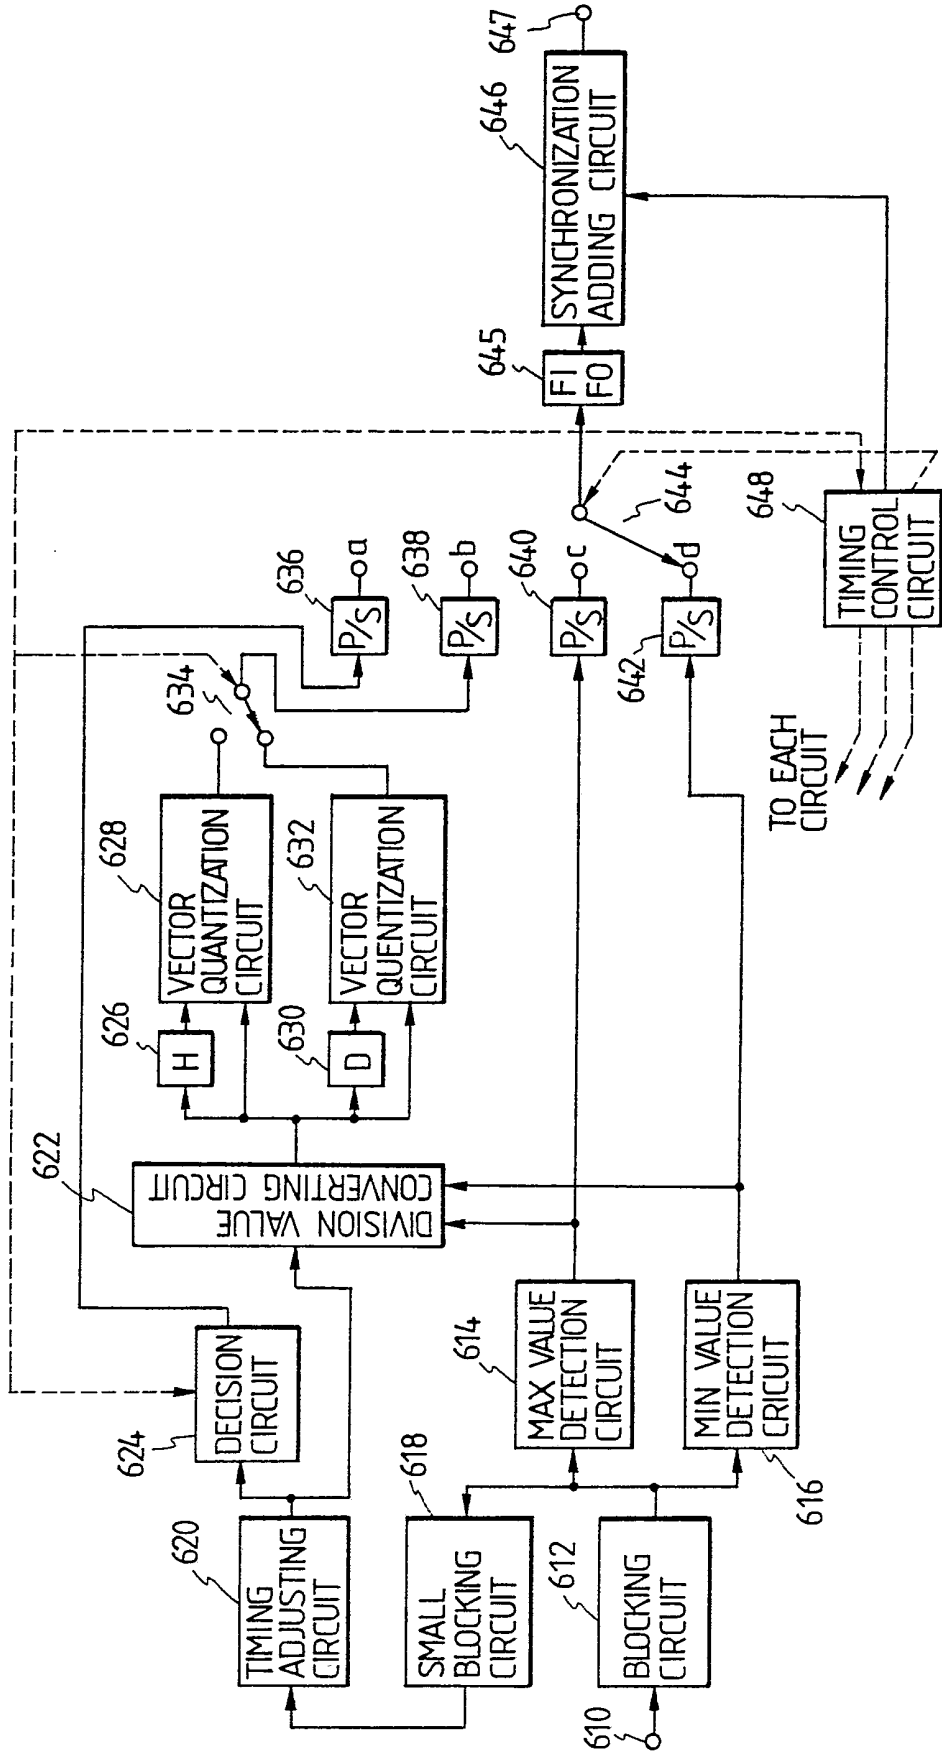 610
BLOCKING
CIRCUIT
612
SMALL
BLOCKING
CIRCUIT
618
TIMING
ADJUSTING
CIRCUIT
620
MAX VALUE
DETECTION
CIRCUIT
614
MIN VALUE
DETECTION
CRICUIT
616
DECISION
CIRCUIT
624
DIVISION VALUE
CONVERTING CIRCUIT
622
H
626
VECTOR
QUANTIZATION
CIRCUIT
628
D
630
VECTOR
QUENTIZATION
CIRCUIT
632
634
P/S
636
a
P/S
638
b
P/S
640
c
P/S
642
d
644
FI
FO
645
SYNCHRONIZATION
ADDING CIRCUIT
646
647
TIMING
CONTROL
CIRCUIT
648
TO EACH
CIRCUIT